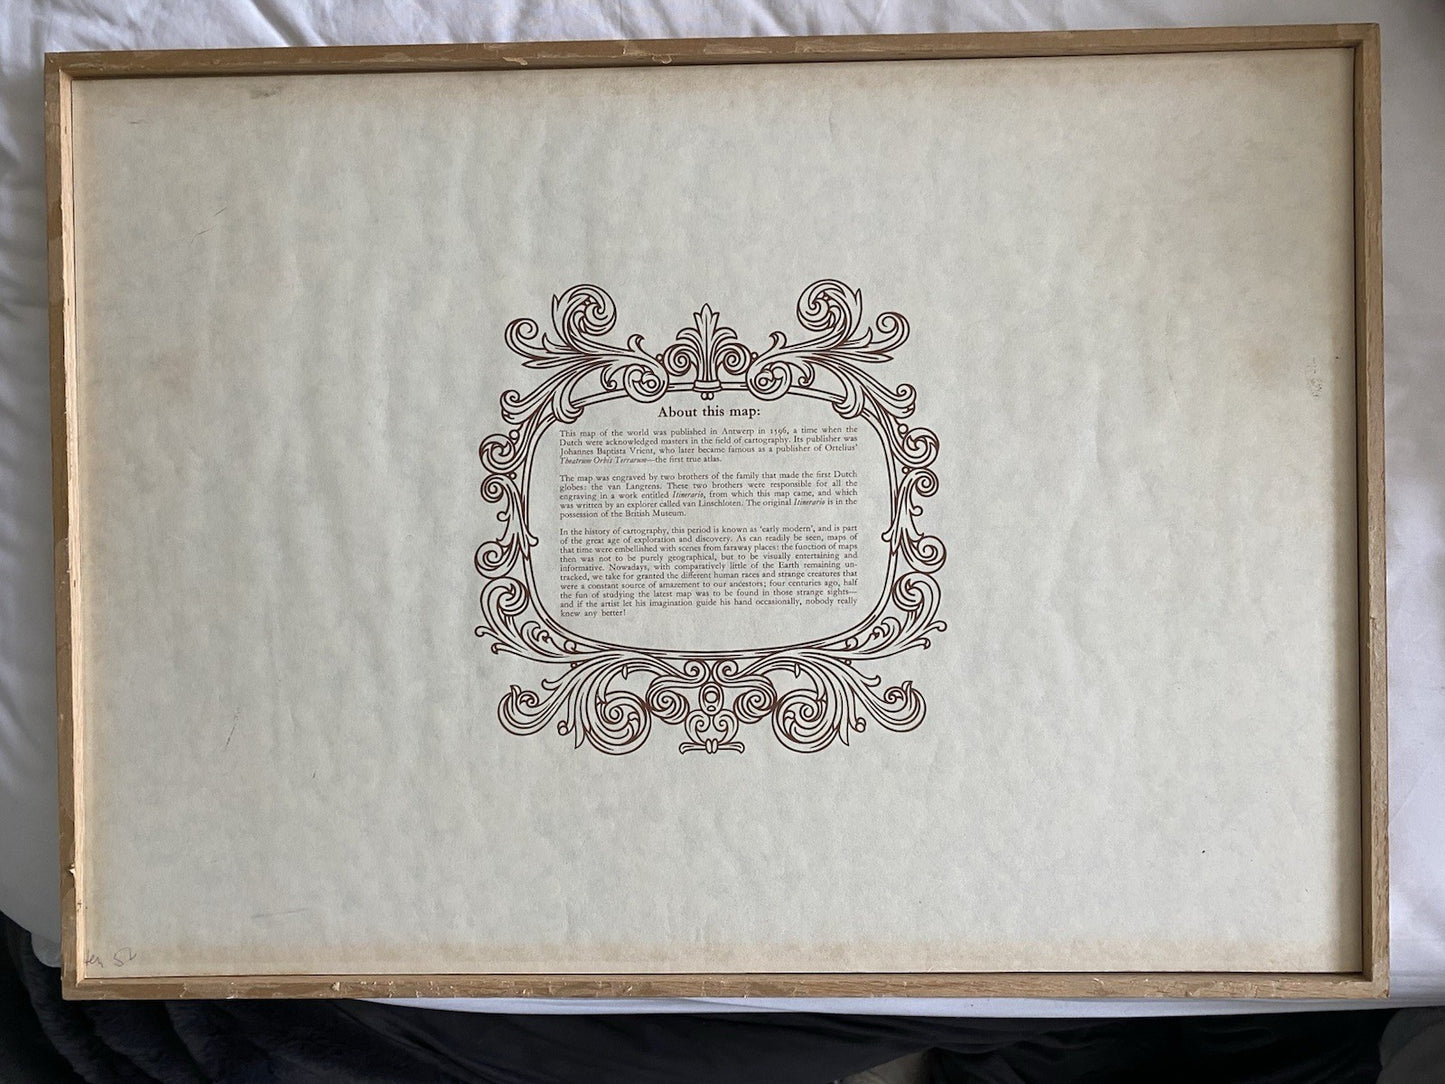 About this map:
This map of the world was published in Antwerp in 1596, a time when the
Dutch were acknowledged masters in the field of cartography. Its publisher was
Johannes Baptista Vrient, who later became famous as a publisher of Ortelius'
Theatrum Orbis Terrarum—the first true atlas.
The map was engraved by two brothers of the family that made the first Dutch
globes: the van Langrens. These two brothers were responsible for all the
engraving in a work entitled Itinerario, from which this map came, and which
was written by an explorer called van Linschloten. The original Itinerario is in the
possession of the British Museum.
In the history of cartography, this period is known as 'early modern', and is part
of the great age of exploration and discovery. As can readily be seen, maps of
that time were embellished with scenes from faraway places: the function of maps
then was not to be purely geographical, but to be visually entertaining and
informative. Nowadays, with comparatively little of the Earth remaining un-
tracked, we take for granted the different human races and strange creatures that
were a constant source of amazement to our ancestors; four centuries ago, half
the fun of studying the latest map was to be found in those strange sights—
and if the artist let his imagination guide his hand occasionally, nobody really
knew any better!